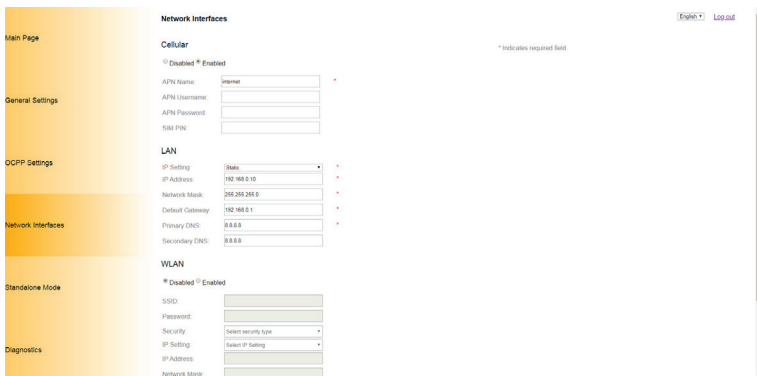 Network Interfaces
English
Log out
Main Page
Cellular
* Indicates required field
Disabled Enabled
APN Name: internet *
General Settings
APN Username:
APN Password:
SIM PIN:
LAN
OCPP Settings
IP Setting: Static *
IP Address: 192.168.0.10 *
Network Mask: 255.255.255.0 *
Default Gateway: 192.168.0.1 *
Network Interfaces
Primary DNS: 8.8.8.8 *
Secondary DNS: 8.8.8.8
WLAN
Disabled Enabled
Standalone Mode
SSID:
Password:
Security: Select security type
IP Setting: Select IP Setting
Diagnostics
IP Address:
Network Mask: